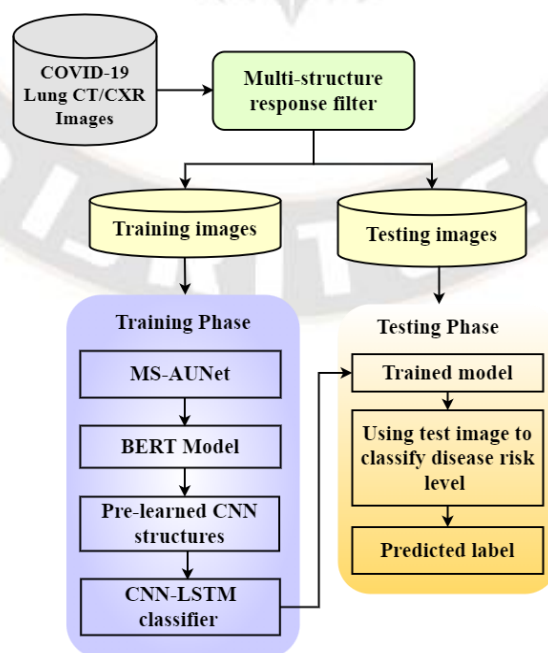 COVID-19
Lung CT/CXR
Images
Multi-structure
response filter
Training images
Testing images
Training Phase
MS-AUNet
BERT Model
Pre-learned CNN
structures
CNN-LSTM
classifier
Testing Phase
Trained model
Using test image to
classify disease risk
level
Predicted label